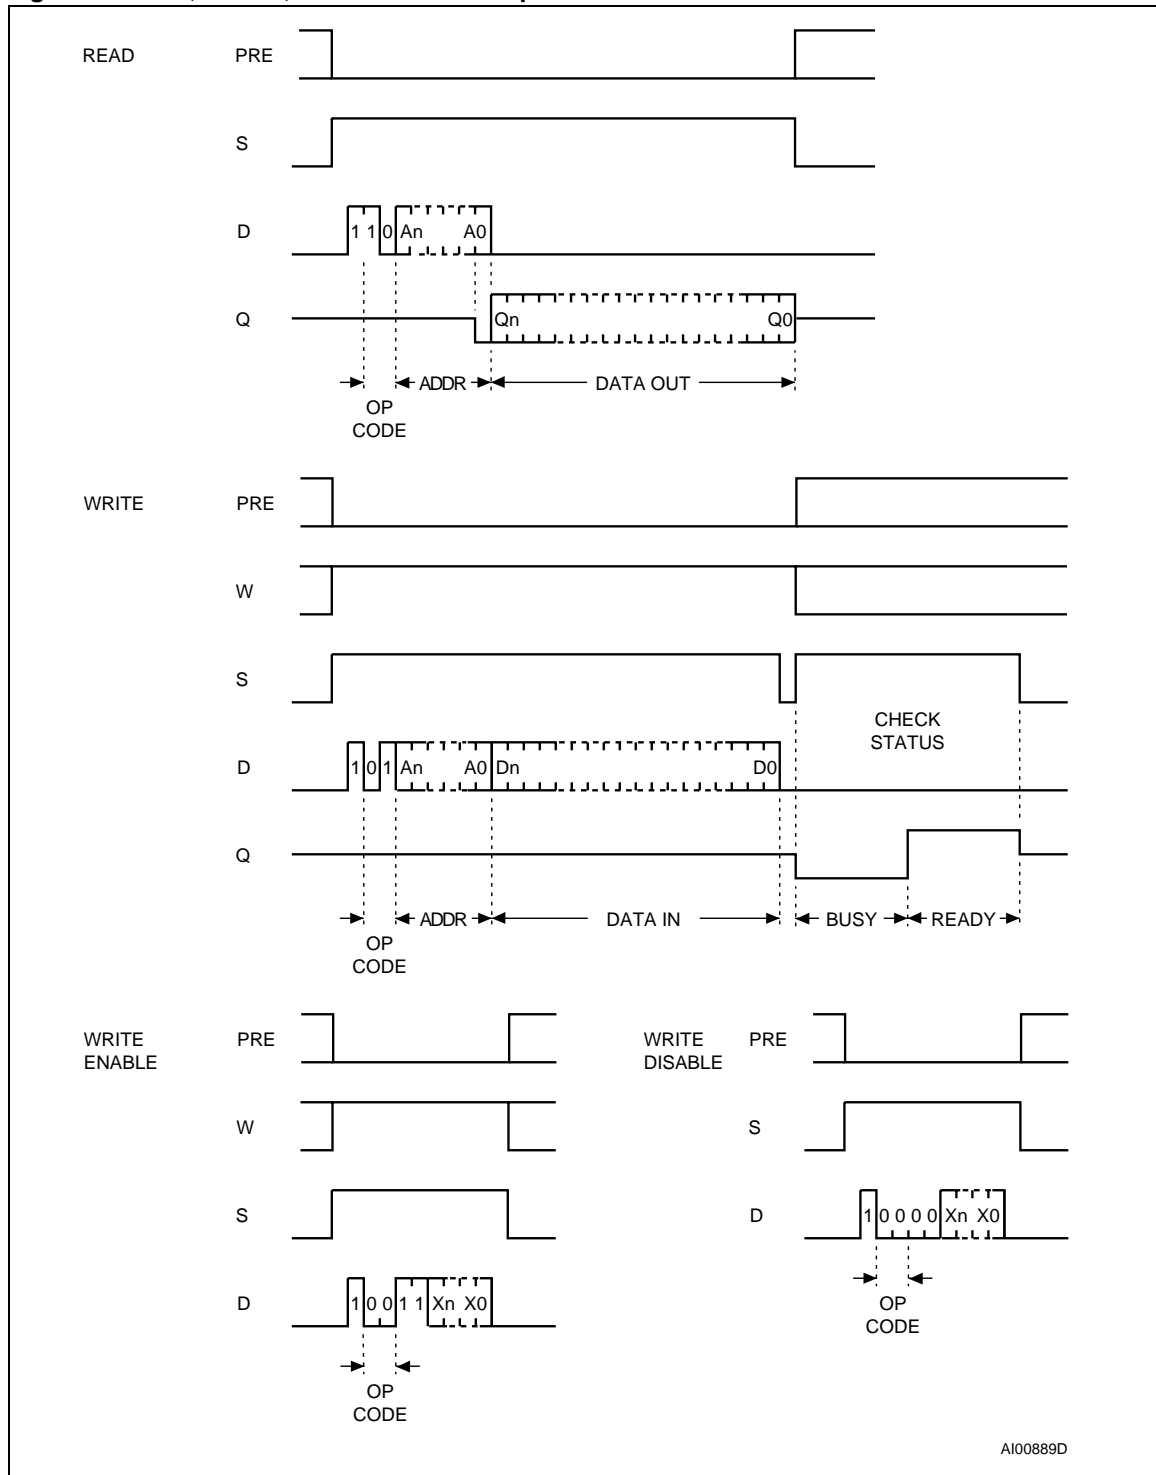 READ PRE
S
D 1 1 0 An A0
Q Qn Q0
ADDR DATA OUT
OP
CODE
WRITE PRE
W
S
CHECK
STATUS
D 1 0 1 An A0 Dn D0
Q
ADDR DATA IN BUSY READY
OP
CODE
WRITE
ENABLE
PRE
W
S
D 1 0 0 1 1 Xn X0
OP
CODE
WRITE
DISABLE
PRE
S
D 1 0 0 0 0 Xn X0
OP
CODE
AI00889D